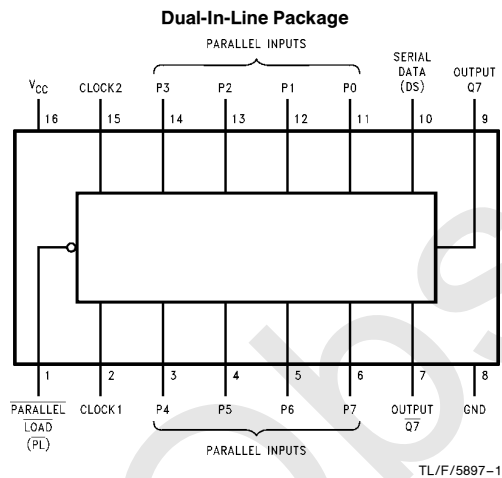 Dual-In-Line Package
PARALLEL INPUTS
SERIAL
DATA
(DS)
OUTPUT
Q7
VCC CLOCK2 P3 P2 P1 P0
16 15 14 13 12 11 10 9
1 2 3 4 5 6 7 8
PARALLEL
LOAD
(PL)
CLOCK1 P4 P5 P6 P7
OUTPUT
Q7
GND
PARALLEL INPUTS
TL/F/5897–1